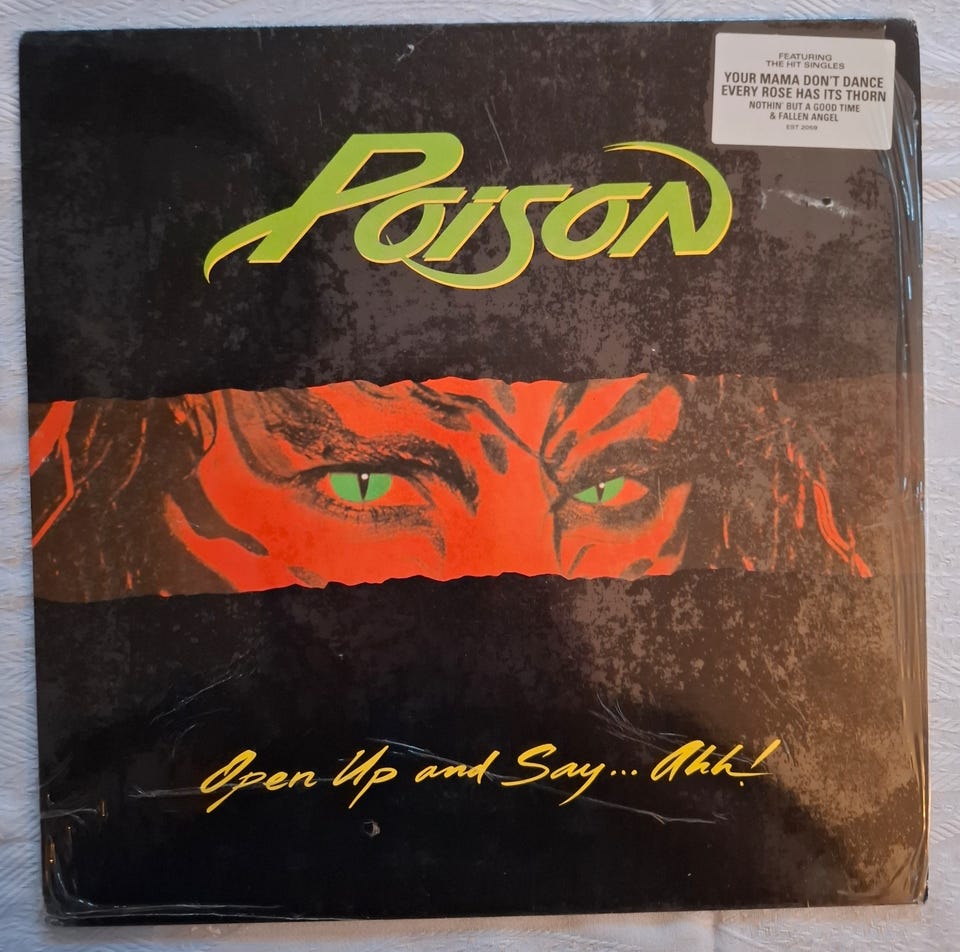 FEATURING
THE HIT SINGLES
YOUR MAMA DON'T DANCE
EVERY ROSE HAS ITS THORN
NOTHIN' BUT A GOOD TIME
& FALLEN ANGEL
EST 2059
POISON
Open Up and Say... Ahh!